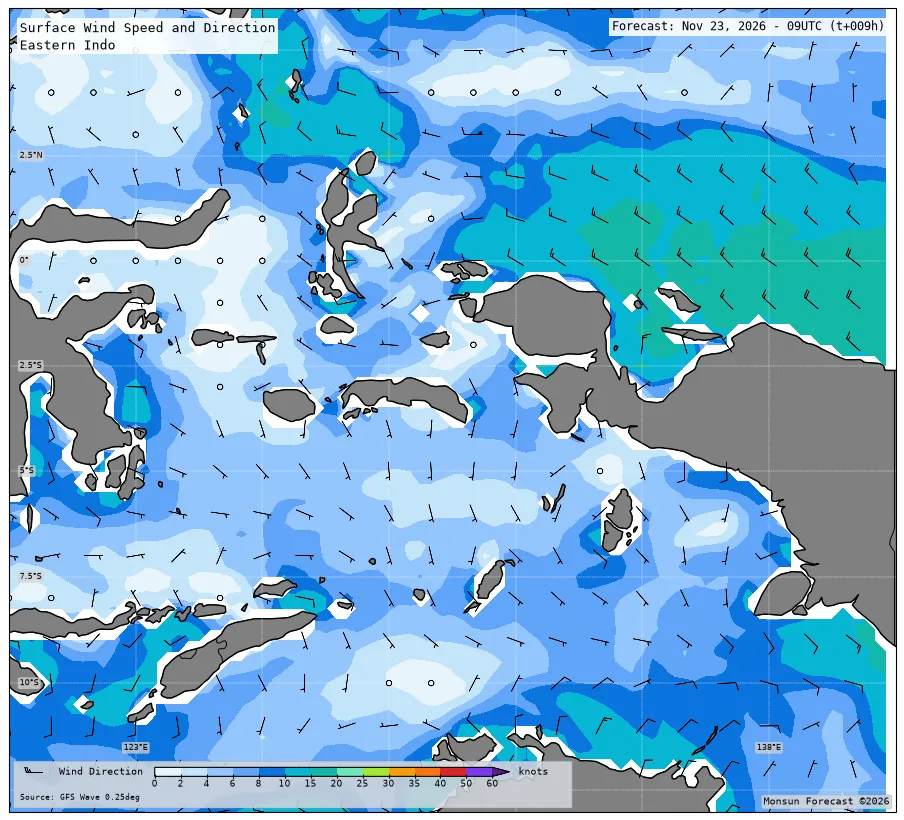 Surface Wind Speed and Direction
Eastern Indo
Forecast: Nov 23, 2026 - 09UTC (t+009h)
2.5°N
0°
2.5°S
5°S
7.5°S
10°S
123°E
138°E
Wind Direction
knots
0 2 4 6 8 10 15 20 25 30 35 40 50 60
Source: GFS Wave 0.25deg
Monsun Forecast ©2026